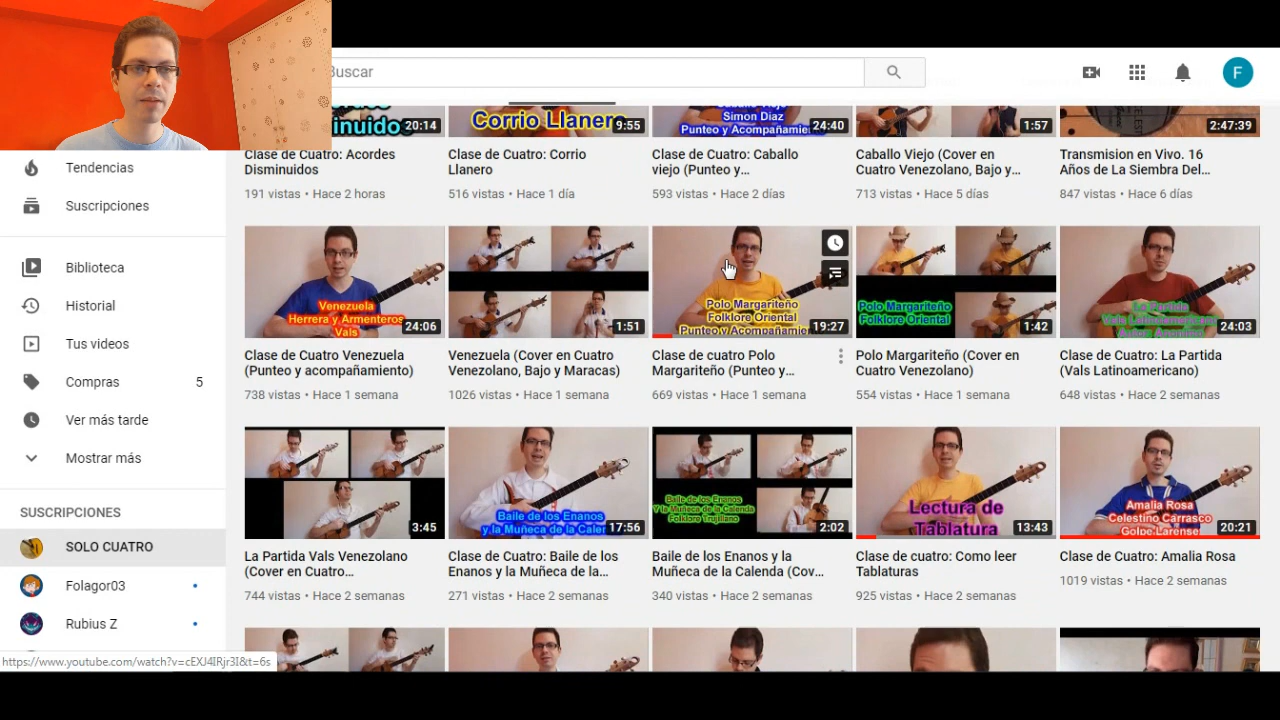 Buscar
F
inuidos
20:14
Corrio Llanero
9:55
Simon Diaz
Punteo y Acompañamien
24:40
1:57
2:47:39
Clase de Cuatro: Acordes
Disminuidos
191 vistas • Hace 2 horas
Clase de Cuatro: Corrio
Llanero
516 vistas • Hace 1 día
Clase de Cuatro: Caballo
viejo (Punteo y...
593 vistas • Hace 2 días
Caballo Viejo (Cover en
Cuatro Venezolano, Bajo y...
713 vistas • Hace 5 días
Transmision en Vivo. 16
Años de La Siembra Del...
847 vistas • Hace 6 días
Tendencias
Suscripciones
Biblioteca
Historial
Tus videos
Compras 5
Ver más tarde
Mostrar más
SUSCRIPCIONES
SOLO CUATRO
Folagor03
Rubius Z
Venezuela
Herrera y Armenteros
Vals
24:06
1:51
Polo Margariteño
Folklore Oriental
Punteo y Acompañamien
19:27
Polo Margariteño
Folklore Oriental
1:42
La Partida
Vals Latinoamericano
24:03
Clase de Cuatro Venezuela
(Punteo y acompañamiento)
738 vistas • Hace 1 semana
Venezuela (Cover en Cuatro
Venezolano, Bajo y Maracas)
1026 vistas • Hace 1 semana
Clase de cuatro Polo
Margariteño (Punteo y...
669 vistas • Hace 1 semana
Polo Margariteño (Cover en
Cuatro Venezolano)
554 vistas • Hace 1 semana
Clase de Cuatro: La Partida
(Vals Latinoamericano)
648 vistas • Hace 2 semanas
3:45
Baile de los Enanos
y la Muñeca de la Calen
17:56
Baile de los Enanos
Y la Muñeca de la Calenda
Folklore Trujillano
2:02
Lectura de
Tablatura
13:43
Amalia Rosa
Celestino Carrasco
Golpe Larense
20:21
La Partida Vals Venezolano
(Cover en Cuatro...
744 vistas • Hace 2 semanas
Clase de Cuatro: Baile de los
Enanos y la Muñeca de la...
271 vistas • Hace 2 semanas
Baile de los Enanos y la
Muñeca de la Calenda (Cov...
340 vistas • Hace 2 semanas
Clase de cuatro: Como leer
Tablaturas
925 vistas • Hace 2 semanas
Clase de Cuatro: Amalia Rosa
1019 vistas • Hace 2 semanas
https://www.youtube.com/watch?v=cEXJ4IRjr3I&t=6s